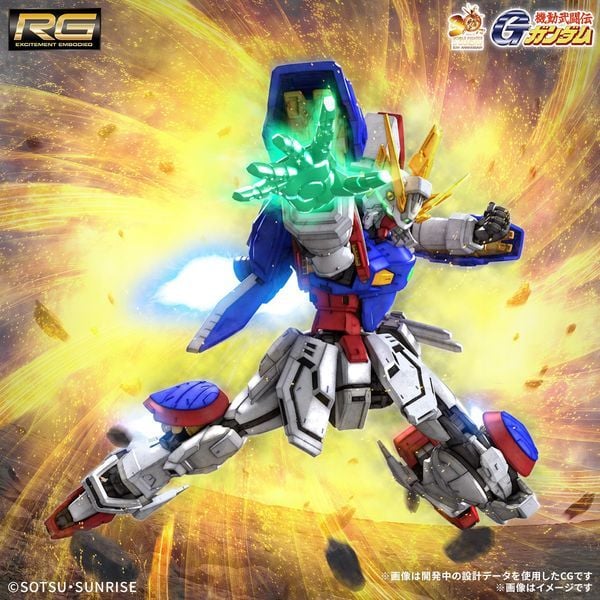 RG
EXCITEMENT EMBODIED
機動武闘伝
Gガンダム
©SOTSU・SUNRISE
※画像は開発中の設計データを使用したCGです
※画像はイメージです